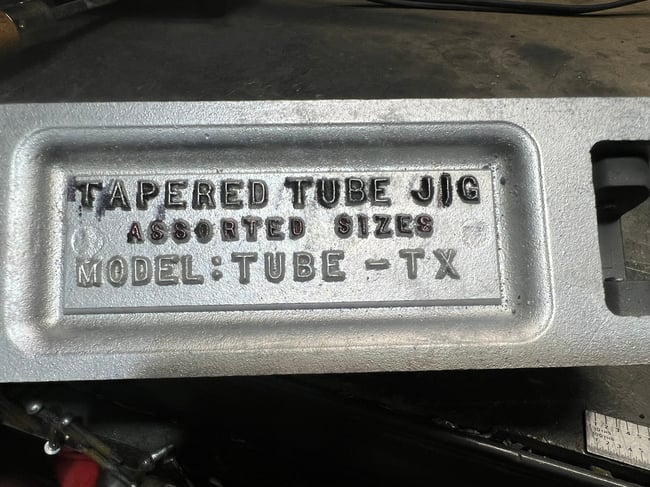 TAPERED TUBE JIG
ASSORTED SIZES
MODEL: TUBE - TX